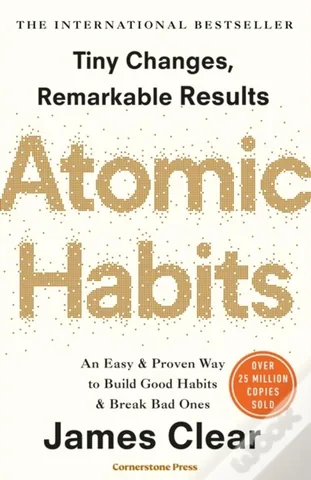 THE INTERNATIONAL BESTSELLER
Tiny Changes,
Remarkable Results
Atomic
Habits
An Easy & Proven Way
to Build Good Habits
& Break Bad Ones
OVER
25 MILLION
COPIES
SOLD
James Clear
Cornerstone Press
WOOK